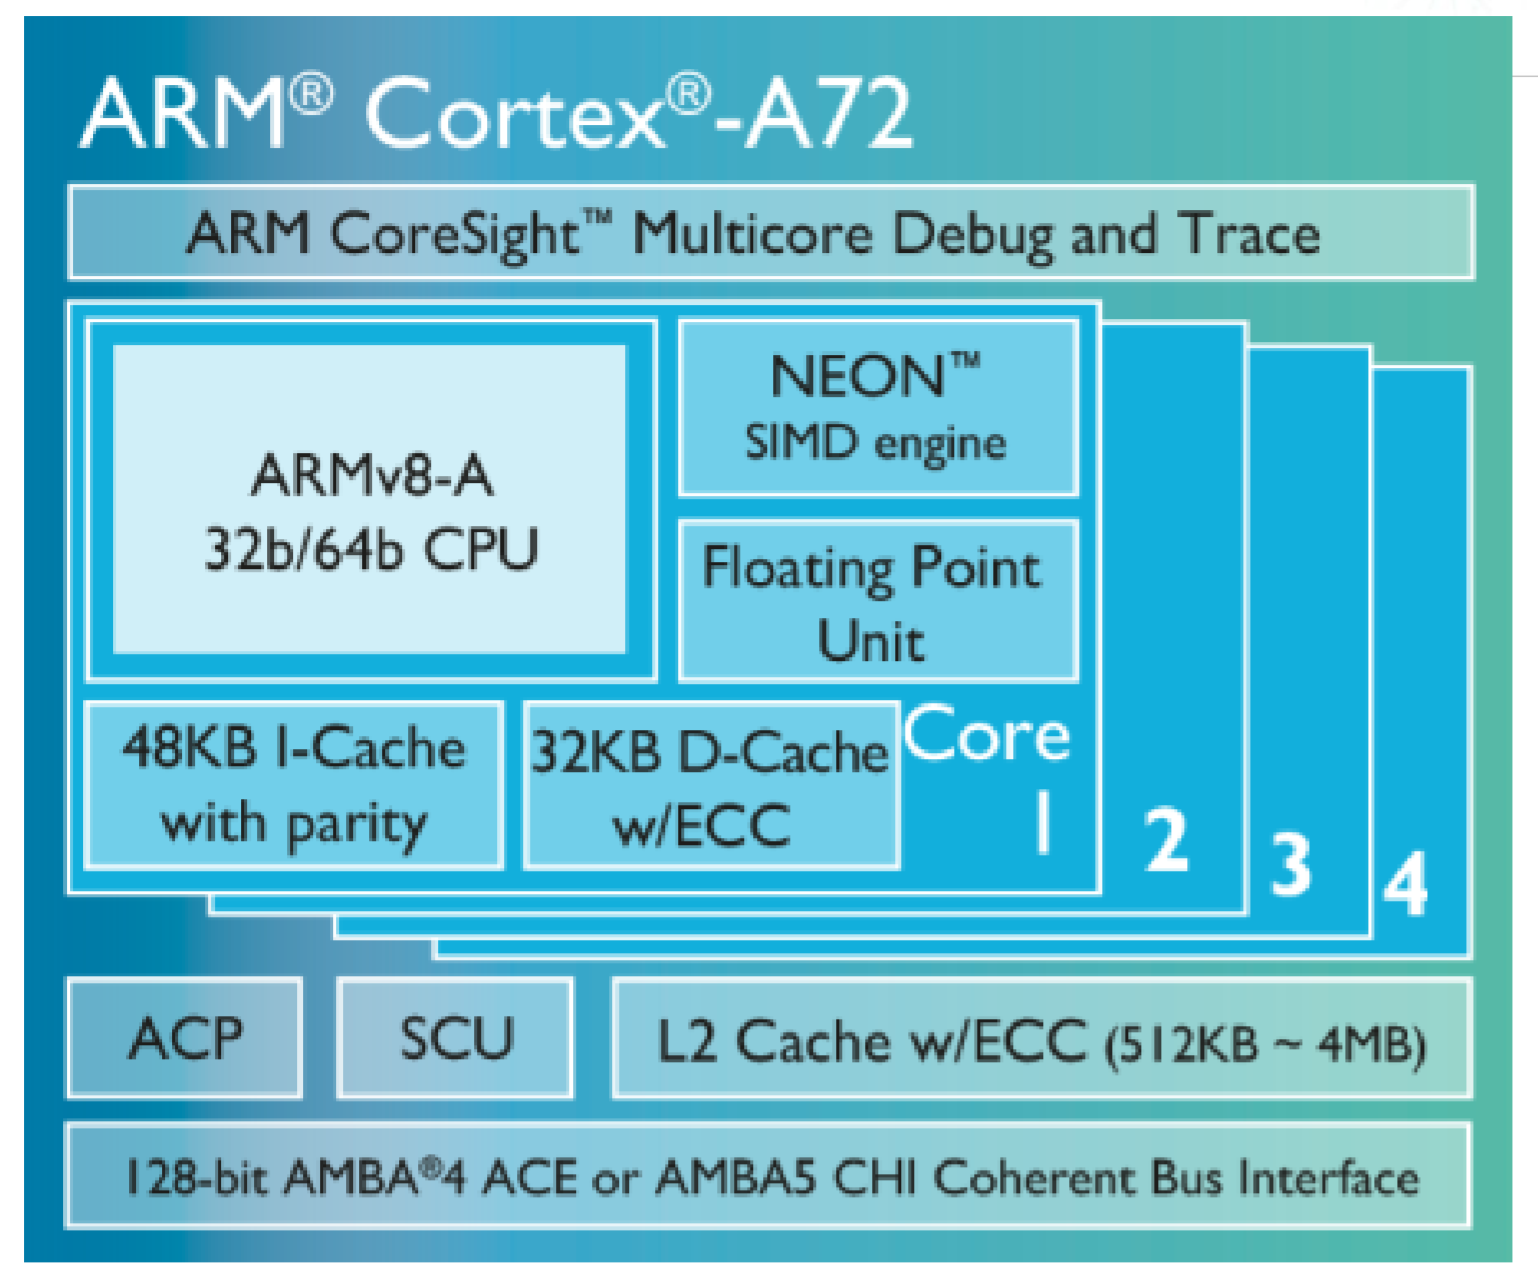 ARM® Cortex®-A72
ARM CoreSight™ Multicore Debug and Trace
ARMv8-A
32b/64b CPU
NEON™
SIMD engine
Floating Point
Unit
48KB I-Cache
with parity
32KB D-Cache
w/ECC
Core
1
2
3
4
ACP
SCU
L2 Cache w/ECC (512KB ~ 4MB)
128-bit AMBA®4 ACE or AMBA5 CHI Coherent Bus Interface